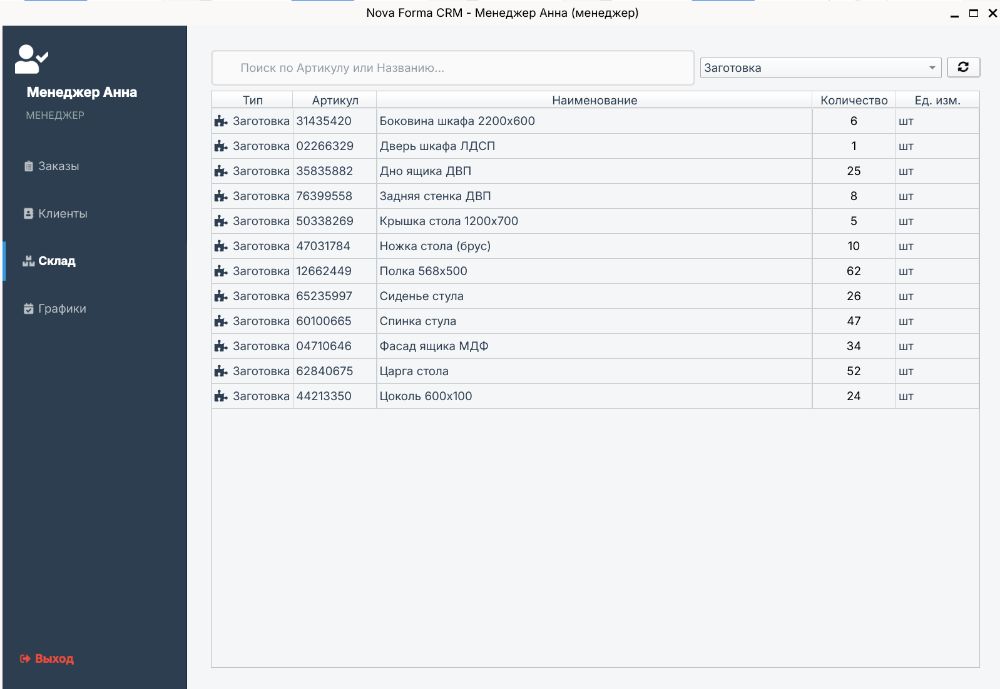 Nova Forma CRM - Менеджер Анна (менеджер)
Менеджер Анна
МЕНЕДЖЕР
Заказы
Клиенты
Склад
Графики
Выход
Поиск по Артикулу или Названию... Заготовка
Тип Артикул Наименование Количество Ед. изм.
Заготовка 31435420 Боковина шкафа 2200х600 6 шт
Заготовка 02266329 Дверь шкафа ЛДСП 1 шт
Заготовка 35835882 Дно ящика ДВП 25 шт
Заготовка 76399558 Задняя стенка ДВП 8 шт
Заготовка 50338269 Крышка стола 1200х700 5 шт
Заготовка 47031784 Ножка стола (брус) 10 шт
Заготовка 12662449 Полка 568х500 62 шт
Заготовка 65235997 Сиденье стула 26 шт
Заготовка 60100665 Спинка стула 47 шт
Заготовка 04710646 Фасад ящика МДФ 34 шт
Заготовка 62840675 Царга стола 52 шт
Заготовка 44213350 Цоколь 600х100 24 шт